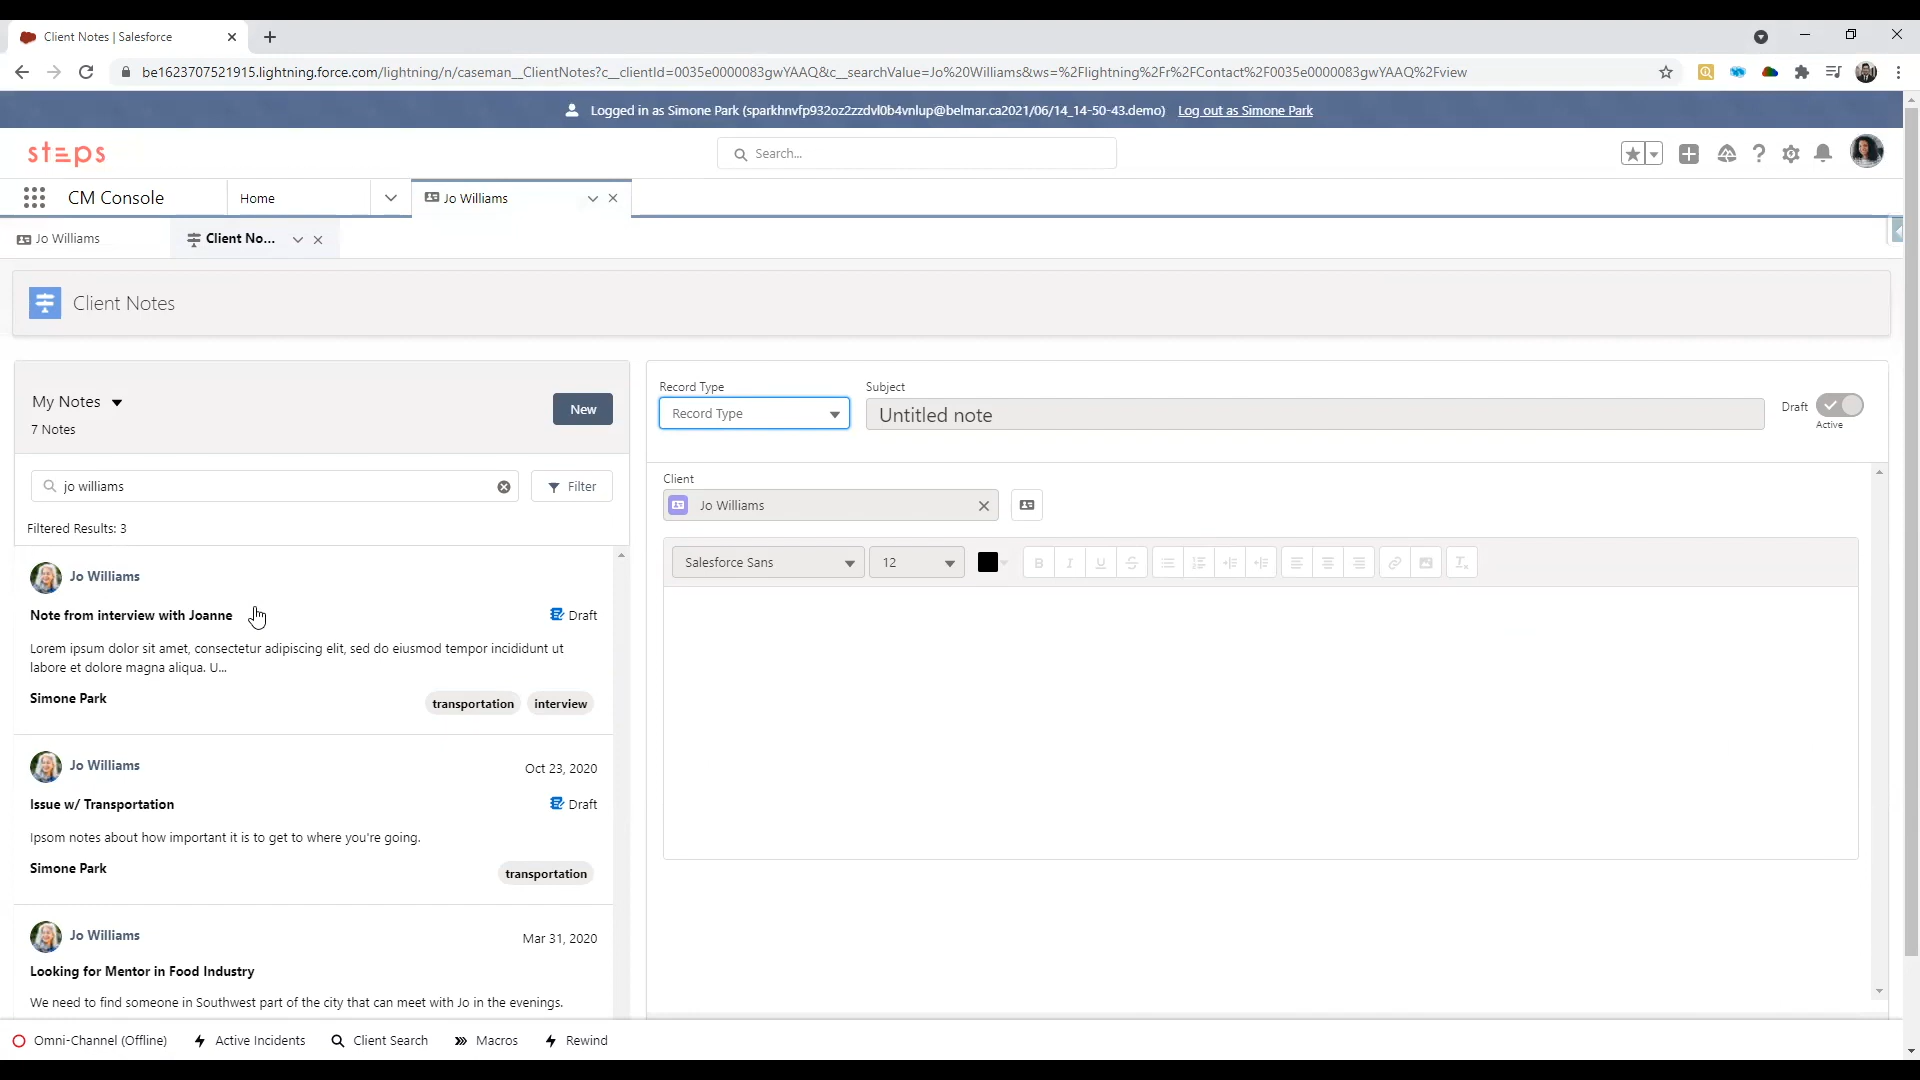 Client Notes | Salesforce
be1623707521915.lightning.force.com/lightning/n/caseman__ClientNotes?c__clientId=0035e0000083gwYAAQ&c__searchValue=Jo%20Williams&ws=%2Flightning%2Fr%2FContact%2F0035e0000083gwYAAQ%2Fview
Logged in as Simone Park (sparkhnvfp932oz2zzdvl0b4vnlup@belmar.ca2021/06/14_14-50-43.demo) Log out as Simone Park
steps
Search...
CM Console
Home
Jo Williams
Jo Williams
Client No...
Client Notes
My Notes
7 Notes
New
jo williams
Filter
Filtered Results: 3
Jo Williams
Note from interview with Joanne
Draft
Lorem ipsum dolor sit amet, consectetur adipiscing elit, sed do eiusmod tempor incididunt ut
labore et dolore magna aliqua. U...
Simone Park
transportation
interview
Jo Williams
Oct 23, 2020
Issue w/ Transportation
Draft
Ipsom notes about how important it is to get to where you're going.
Simone Park
transportation
Jo Williams
Mar 31, 2020
Looking for Mentor in Food Industry
We need to find someone in Southwest part of the city that can meet with Jo in the evenings.
Record Type
Record Type
Subject
Untitled note
Draft
Active
Client
Jo Williams
Salesforce Sans
12
B I U S
Omni-Channel (Offline)
Active Incidents
Client Search
Macros
Rewind